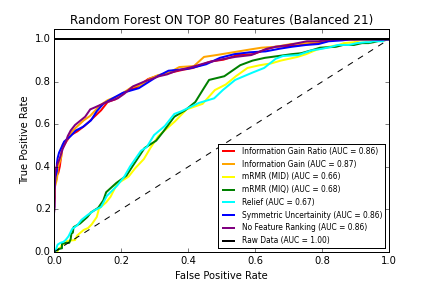 Random Forest ON TOP 80 Features (Balanced 21)
1.0
0.8
0.6
0.4
0.2
0.0
True Positive Rate
Information Gain Ratio (AUC = 0.86)
Information Gain (AUC = 0.87)
mRMR (MID) (AUC = 0.66)
mRMR (MIQ) (AUC = 0.68)
Relief (AUC = 0.67)
Symmetric Uncertainity (AUC = 0.86)
No Feature Ranking (AUC = 0.86)
Raw Data (AUC = 1.00)
0.0 0.2 0.4 0.6 0.8 1.0
False Positive Rate